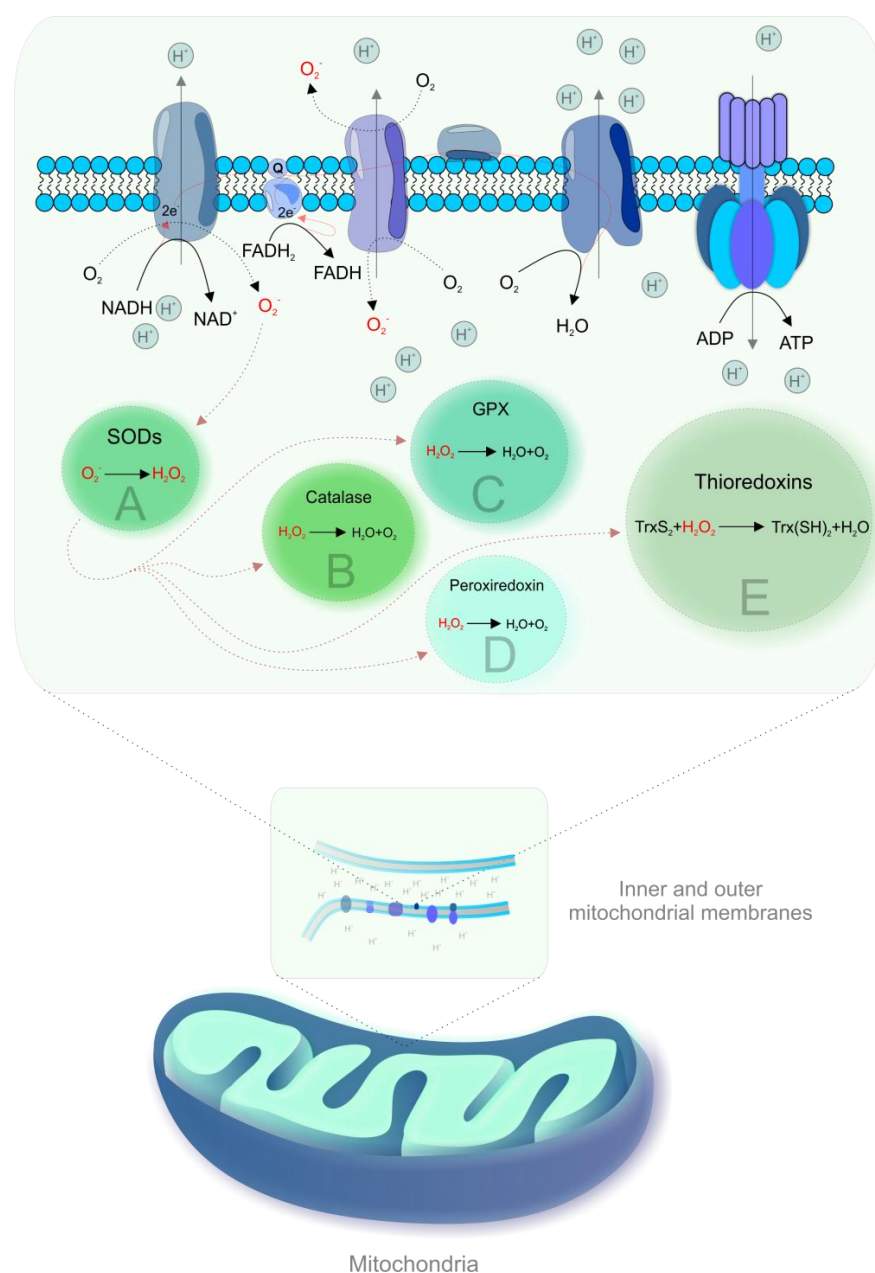 H⁺
H⁺
H⁺
H⁺
H⁺
H⁺
H⁺
H⁺
O₂⁻
O₂
Q
2e⁻
2e⁻
O₂
NADH
NAD⁺
O₂⁻
FADH₂
FADH
O₂
O₂⁻
O₂
H₂O
ADP
ATP
H⁺
H⁺
H⁺
H⁺
H⁺
H⁺
H⁺
H⁺
SODs
O₂⁻ → H₂O₂
A
Catalase
H₂O₂ → H₂O+O₂
B
GPX
H₂O₂ → H₂O+O₂
C
Peroxiredoxin
H₂O₂ → H₂O+O₂
D
Thioredoxins
TrxS₂+H₂O₂ → Trx(SH)₂+H₂O
E
H⁺
H⁺ H⁺ H⁺ H⁺
H⁺ H⁺ H⁺ H⁺ H⁺ H⁺
H⁺ H⁺ H⁺
H⁺ H⁺
Inner and outer
mitochondrial membranes
Mitochondria